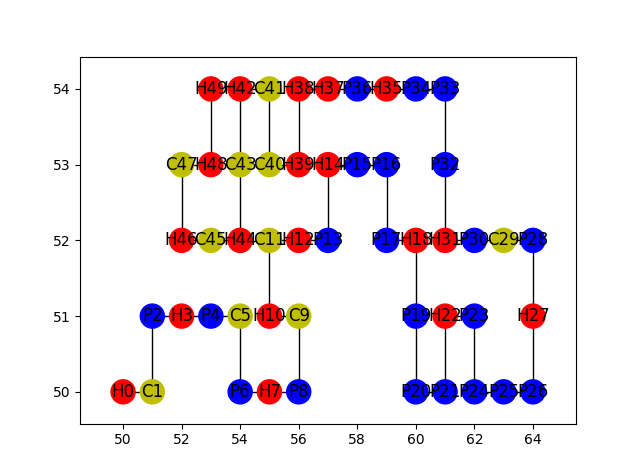 54 H49 H42 C41 H38 H37 P36 H35 P34 P33
53 C47 H48 C43 C40 H39 H14 P15 P16 P32
52 H46 C45 H44 C11 H12 P13 P17 H18 H31 P30 C29 P28
51 P2 H3 P4 C5 H10 C9 P19 H22 P23 H27
50 H0 C1 P6 H7 P8 P20 P21 P24 P25 P26
50 52 54 56 58 60 62 64